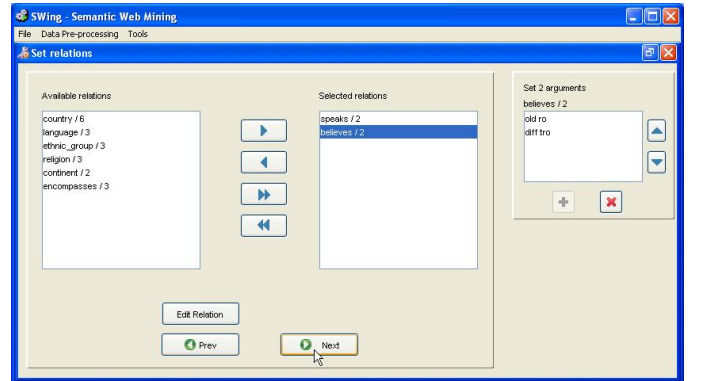 SWing - Semantic Web Mining
File Data Pre-processing Tools
Set relations
Available relations
country / 6
language / 3
ethnic_group / 3
religion / 3
continent / 2
encompasses / 3
Selected relations
speaks / 2
believes / 2
Set 2 arguments
believes / 2
old ro
diff tro
Edit Relation
Prev
Next